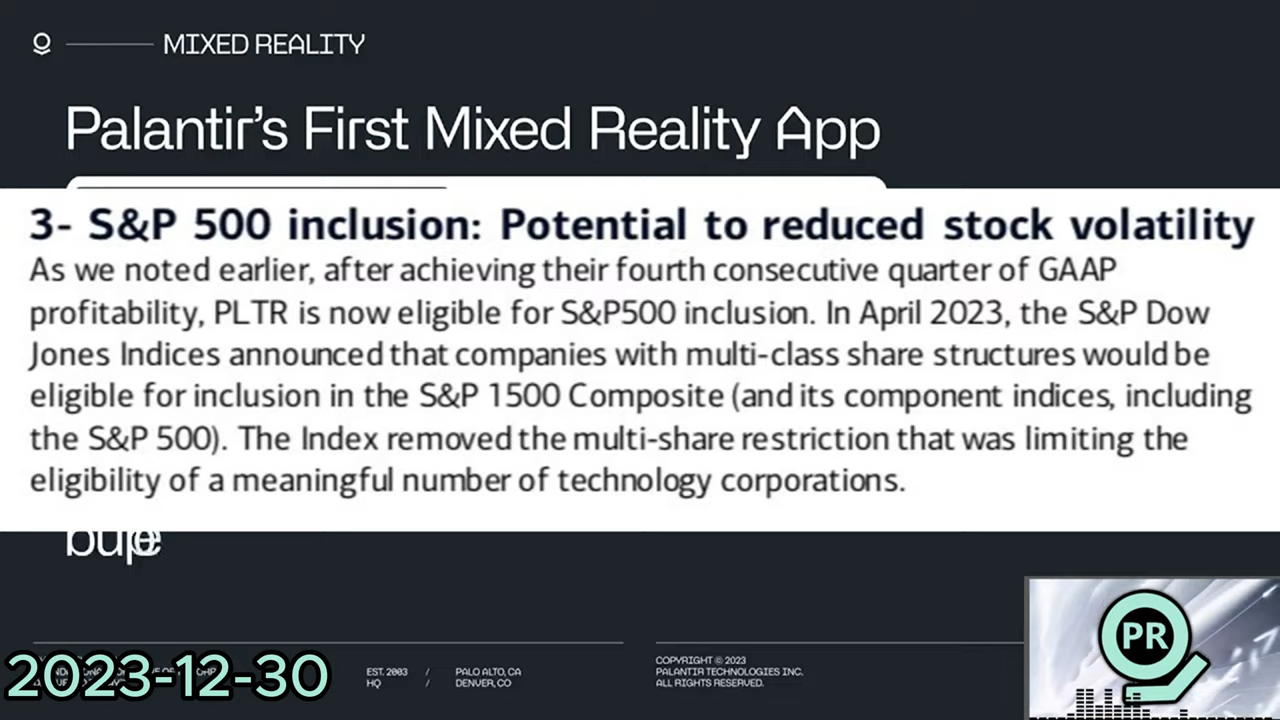 MIXED REALITY
Palantir's First Mixed Reality App
3- S&P 500 inclusion: Potential to reduced stock volatility
As we noted earlier, after achieving their fourth consecutive quarter of GAAP
profitability, PLTR is now eligible for S&P500 inclusion. In April 2023, the S&P Dow
Jones Indices announced that companies with multi-class share structures would be
eligible for inclusion in the S&P 1500 Composite (and its component indices, including
the S&P 500). The Index removed the multi-share restriction that was limiting the
eligibility of a meaningful number of technology corporations.
2023-12-30
EST. 2003 / PALO ALTO, CA
HQ / DENVER, CO
COPYRIGHT © 2023
PALANTIR TECHNOLOGIES INC.
ALL RIGHTS RESERVED.
PR